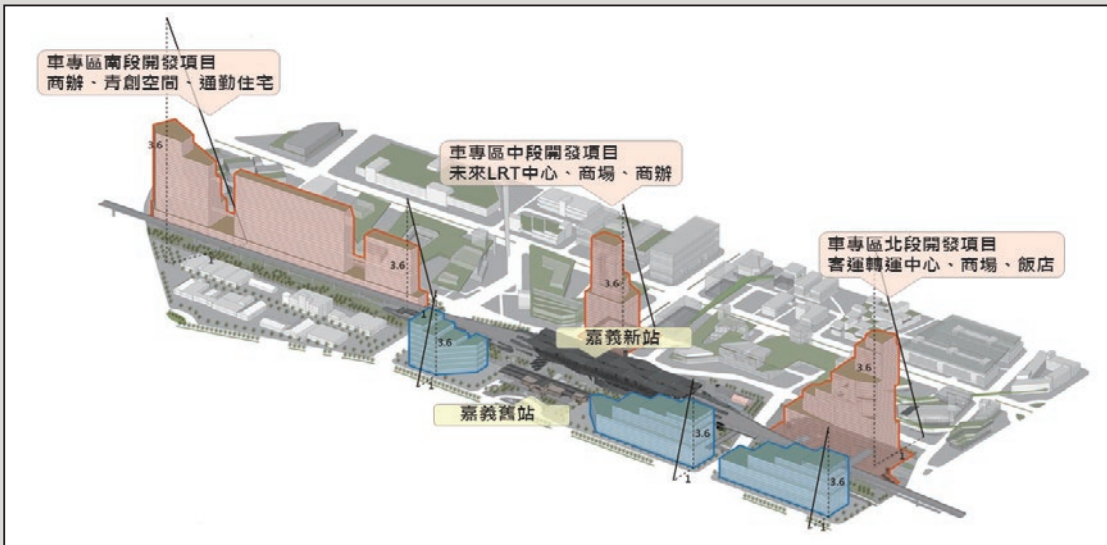 車專區南段開發項目
商辦、青創空間、通勤住宅
車專區中段開發項目
未來LRT中心、商場、商辦
車專區北段開發項目
客運轉運中心、商場、飯店
3.6
3.6
3.6
3.6
1
3.6
1
嘉義新站
嘉義舊站
3.6
1
1
3.6
1